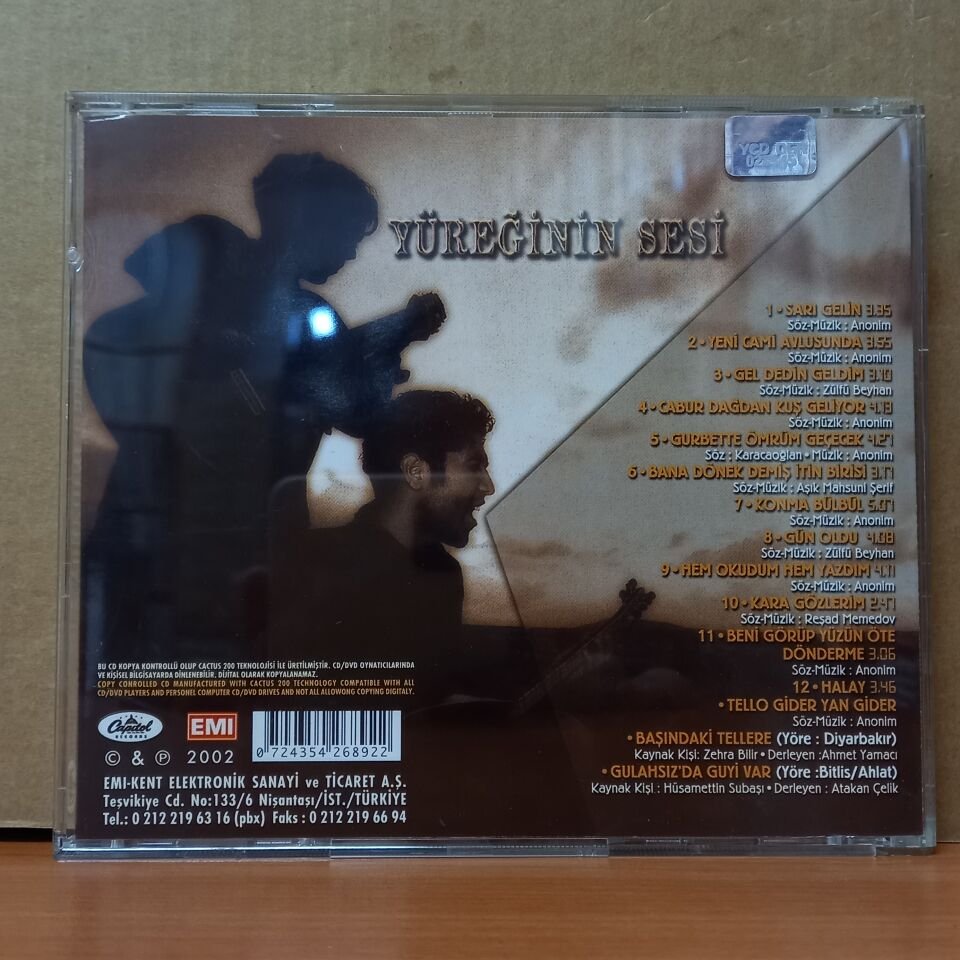 YCD
02
YÜREĞİNİN SESİ
1 • SARI GELİN 3.35
Söz-Müzik : Anonim
2 • YENİ CAMİ AVLUSUNDA 3.55
Söz-Müzik : Anonim
3 • GEL DEDİN GELDİM 3.40
Söz-Müzik : Zülfü Beyhan
4 • CABUR DAĞDAN KUŞ GELİYOR 4.13
Söz-Müzik : Anonim
5 • GURBETTE ÖMRÜM GEÇECEK 4.27
Söz : Karacaoğlan • Müzik : Anonim
6 • BANA DÖNEK DEMİŞ İTİN BİRİSİ 3.17
Söz-Müzik : Aşık Mahsuni Şerif
7 • KONMA BÜLBÜL 5.07
Söz-Müzik : Anonim
8 • GÜN OLDU 4.08
Söz-Müzik : Zülfü Beyhan
9 • HEM OKUDUM HEM YAZDIM 4.11
Söz-Müzik : Anonim
10 • KARA GÖZLERİM 2.47
Söz-Müzik : Reşad Memedov
11 • BENİ GÖRÜP YÜZÜN ÖTE
DÖNDERME 3.06
Söz-Müzik : Anonim
12 • HALAY 3.46
• TELLO GİDER YAN GİDER
Söz-Müzik : Anonim
• BAŞINDAKİ TELLERE (Yöre : Diyarbakır)
Kaynak Kişi: Zehra Bilir • Derleyen :Ahmet Yamacı
• GULAHSIZ'DA GUYİ VAR (Yöre :Bitlis/Ahlat)
Kaynak Kişi : Hüsamettin Subaşı • Derleyen : Atakan Çelik
BU CD KOPYA KONTROLLÜ OLUP CACTUS 200 TEKNOLOJİSİ İLE ÜRETİLMİŞTİR. CD/DVD OYNATICILARINDA
VE KİŞİSEL BİLGİSAYARDA DİNLENEBİLİR. DİJİTAL OLARAK KOPYALANAMAZ.
COPY CONROLLED CD MANUFACTURED WITH CACTUS 200 TECHNOLOGY COMPATIBLE WITH ALL
CD/DVD PLAYERS AND PERSONEL COMPUTER CD/DVD DRIVES AND NOT ALLOWONG COPYING DIGITALY.
Capitol RECORDS
EMI
© & ℗ 2002
0 724354 268922
EMI-KENT ELEKTRONİK SANAYİ ve TİCARET A.Ş.
Teşvikiye Cd. No:133/6 Nişantaşı/İST./TÜRKİYE
Tel.: 0 212 219 63 16 (pbx) Faks : 0 212 219 66 94